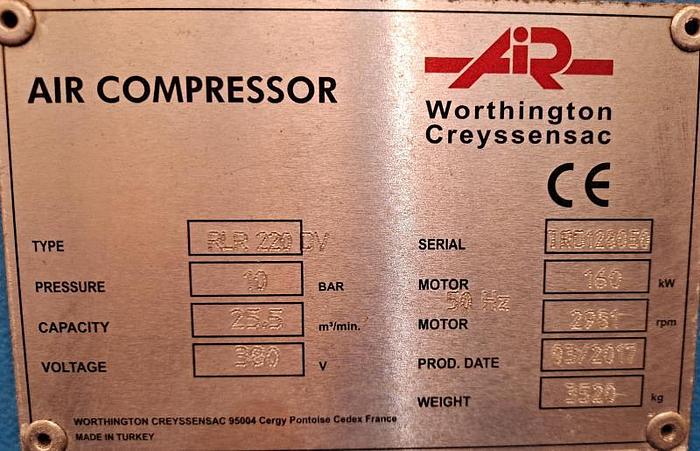 AIR
AIR COMPRESSOR
Worthington
Creyssensac
CE
TYPE RLR 220 DV
SERIAL
PRESSURE 10 BAR
MOTOR 160 kW
50 Hz
CAPACITY 25.5 m³/min.
MOTOR 2951 rpm
VOLTAGE 380 V
PROD. DATE 03/2017
WEIGHT 3520 kg
WORTHINGTON CREYSSENSAC 95004 Cergy Pontoise Cedex France
MADE IN TURKEY